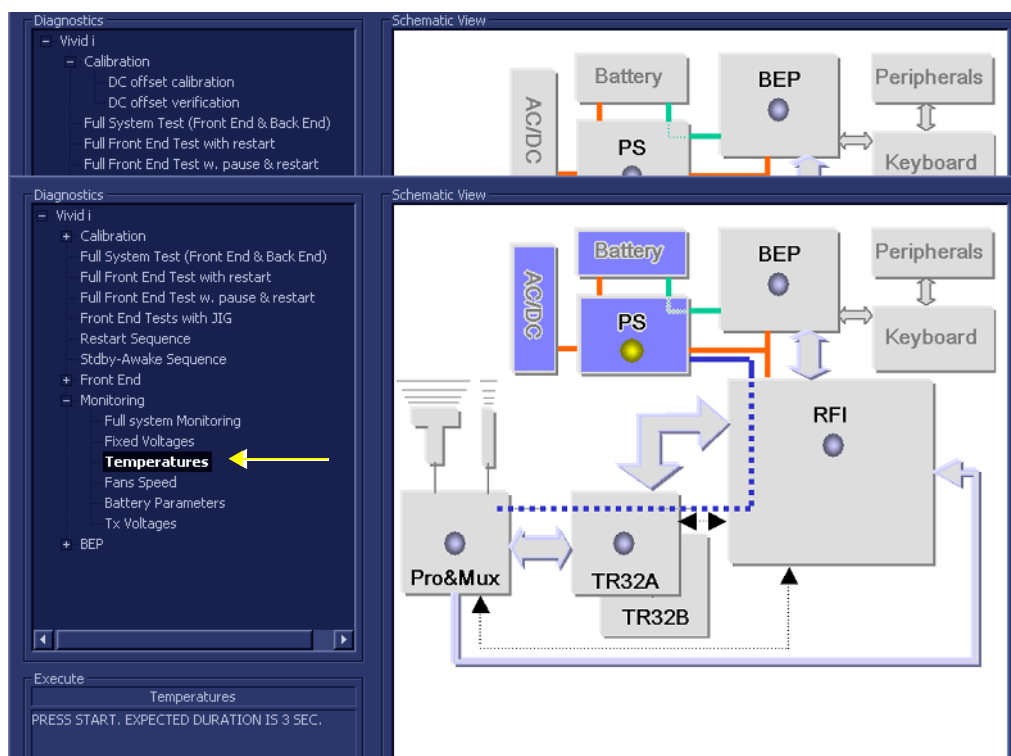 Diagnostics
Vivid i
Calibration
DC offset calibration
DC offset verification
Full System Test (Front End & Back End)
Full Front End Test with restart
Full Front End Test w. pause & restart
Schematic View
Battery
BEP
Peripherals
AC/DC
PS
Keyboard
Diagnostics
Vivid i
Calibration
Full System Test (Front End & Back End)
Full Front End Test with restart
Full Front End Test w. pause & restart
Front End Tests with JIG
Restart Sequence
Stdby-Awake Sequence
Front End
Monitoring
Full system Monitoring
Fixed Voltages
Temperatures
Fans Speed
Battery Parameters
Tx Voltages
BEP
Schematic View
Battery
BEP
Peripherals
AC/DC
PS
Keyboard
RFI
Pro&Mux
TR32A
TR32B
Execute
Temperatures
PRESS START. EXPECTED DURATION IS 3 SEC.